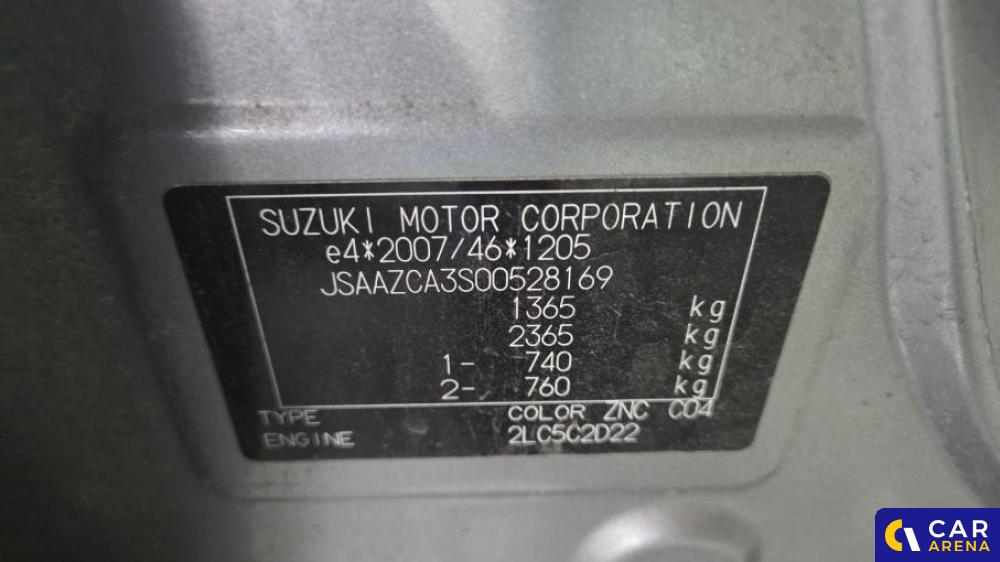 SUZUKI MOTOR CORPORATION
e4*2007/46*1205
JSAAZCA3S00528169
1365 kg
2365 kg
1- 740 kg
2- 760 kg
TYPE COLOR ZNC C04
ENGINE 2LC5C2D22
CAR
ARENA